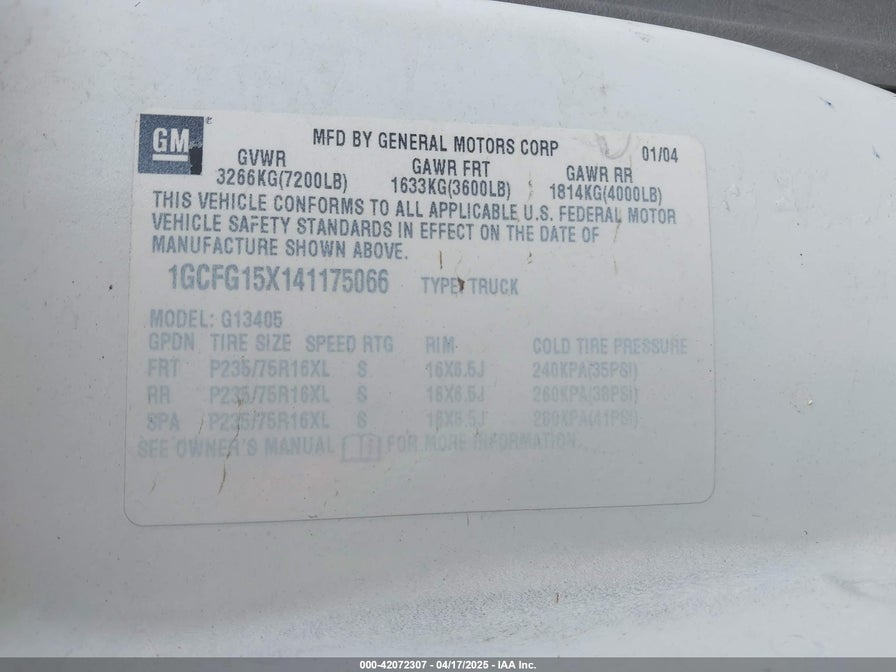 GM
MFD BY GENERAL MOTORS CORP 01/04
GVWR GAWR FRT GAWR RR
3266KG(7200LB) 1633KG(3600LB) 1814KG(4000LB)
THIS VEHICLE CONFORMS TO ALL APPLICABLE U.S. FEDERAL MOTOR
VEHICLE SAFETY STANDARDS IN EFFECT ON THE DATE OF
MANUFACTURE SHOWN ABOVE.
1GCFG15X141175066 TYPE TRUCK
MODEL: G13405
GPDN TIRE SIZE SPEED RTG RIM COLD TIRE PRESSURE
FRT P235/75R16XL S 16X6.5J 240KPA(35PSI)
RR P235/75R16XL S 16X6.5J 260KPA(38PSI)
SPA P235/75R16XL S 16X6.5J 280KPA(41PSI)
SEE OWNER'S MANUAL FOR MORE INFORMATION.
000-42072307 - 04/17/2025 - IAA Inc.